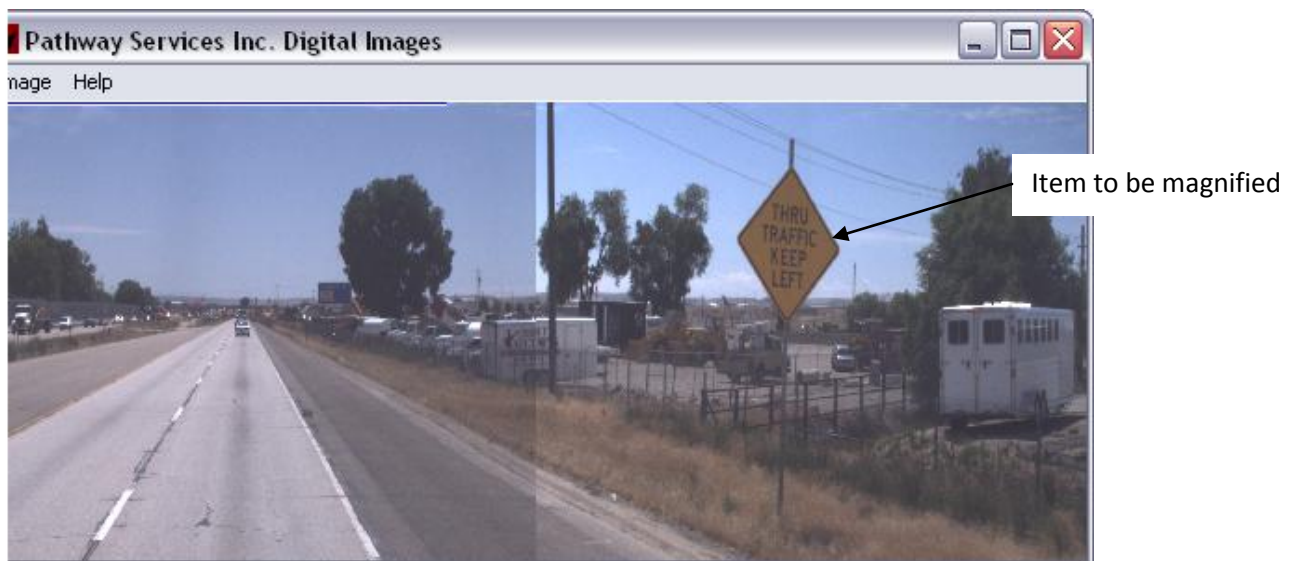 Pathway Services Inc. Digital Images
mage Help
Item to be magnified
THRU
TRAFFIC
KEEP
LEFT